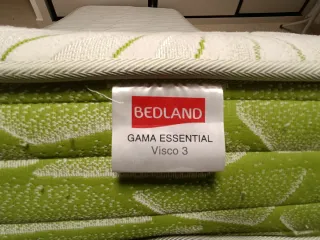 BEDLAND
GAMA ESSENTIAL
Visco 3